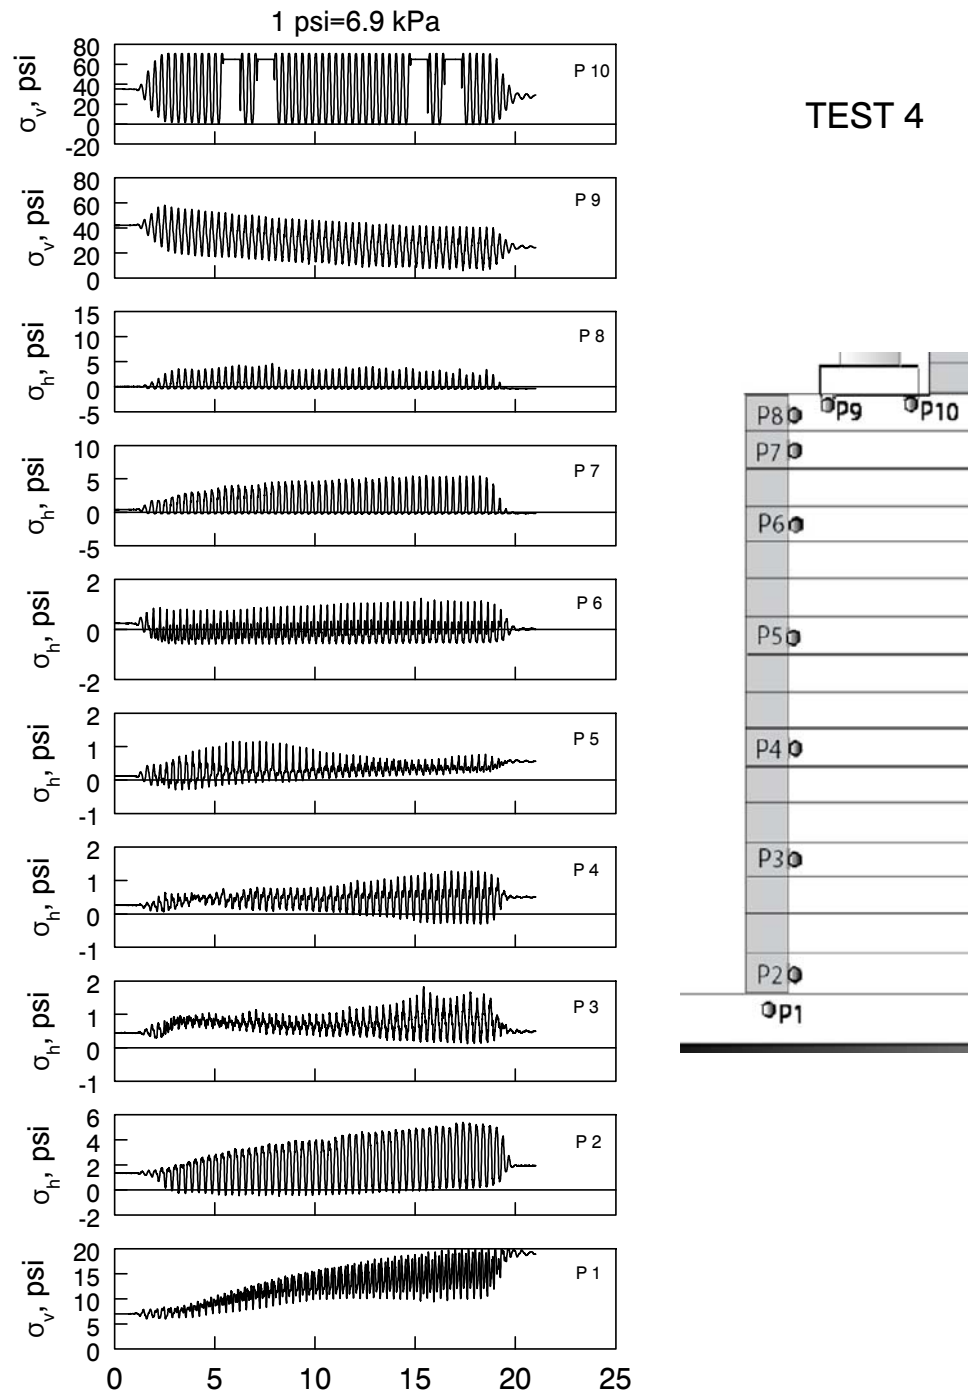 1 psi=6.9 kPa
TEST 4
σv, psi
80
60
40
20
0
-20
P 10
σv, psi
80
60
40
20
0
P 9
σh, psi
15
10
5
0
-5
P 8
σh, psi
10
5
0
-5
P 7
σh, psi
2
0
-2
P 6
σh, psi
2
1
0
-1
P 5
σh, psi
2
1
0
-1
P 4
σh, psi
2
1
0
-1
P 3
σh, psi
6
4
2
0
-2
P 2
σv, psi
20
15
10
5
0
P 1
0 5 10 15 20 25
P8 P9 P10
P7
P6
P5
P4
P3
P2
P1